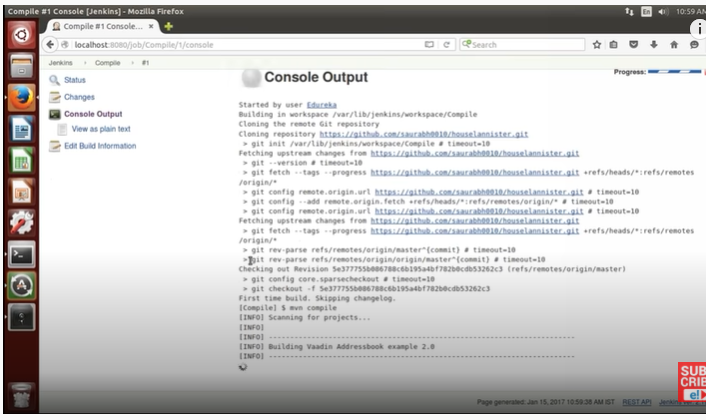 Compile #1 Console [Jenkins] - Mozilla Firefox
En
10:59 AM
Compile #1 Console...
localhost:8080/job/Compile/1/console
Search
Jenkins
Compile
#1
Status
Changes
Console Output
View as plain text
Edit Build Information
Console Output
Progress:
Started by user Edureka
Building in workspace /var/lib/jenkins/workspace/Compile
Cloning the remote Git repository
Cloning repository https://github.com/saurabh0010/houselannister.git
> git init /var/lib/jenkins/workspace/Compile # timeout=10
Fetching upstream changes from https://github.com/saurabh0010/houselannister.git
> git --version # timeout=10
> git fetch --tags --progress https://github.com/saurabh0010/houselannister.git +refs/heads/*:refs/remotes
/origin/*
> git config remote.origin.url https://github.com/saurabh0010/houselannister.git # timeout=10
> git config --add remote.origin.fetch +refs/heads/*:refs/remotes/origin/* # timeout=10
> git config remote.origin.url https://github.com/saurabh0010/houselannister.git # timeout=10
Fetching upstream changes from https://github.com/saurabh0010/houselannister.git
> git fetch --tags --progress https://github.com/saurabh0010/houselannister.git +refs/heads/*:refs/remotes
/origin/*
> git rev-parse refs/remotes/origin/master^{commit} # timeout=10
> git rev-parse refs/remotes/origin/origin/master^{commit} # timeout=10
Checking out Revision 5e377755b086788c6b195a4bf782b0cdb53262c3 (refs/remotes/origin/master)
> git config core.sparsecheckout # timeout=10
> git checkout -f 5e377755b086788c6b195a4bf782b0cdb53262c3
First time build. Skipping changelog.
[Compile] $ mvn compile
[INFO] Scanning for projects...
[INFO]
[INFO] ------------------------------------------------------------------------
[INFO] Building Vaadin Addressbook example 2.0
[INFO] ------------------------------------------------------------------------
SUB
CRIBE
e!
Page generated: Jan 15, 2017 10:59:38 AM IST
REST API